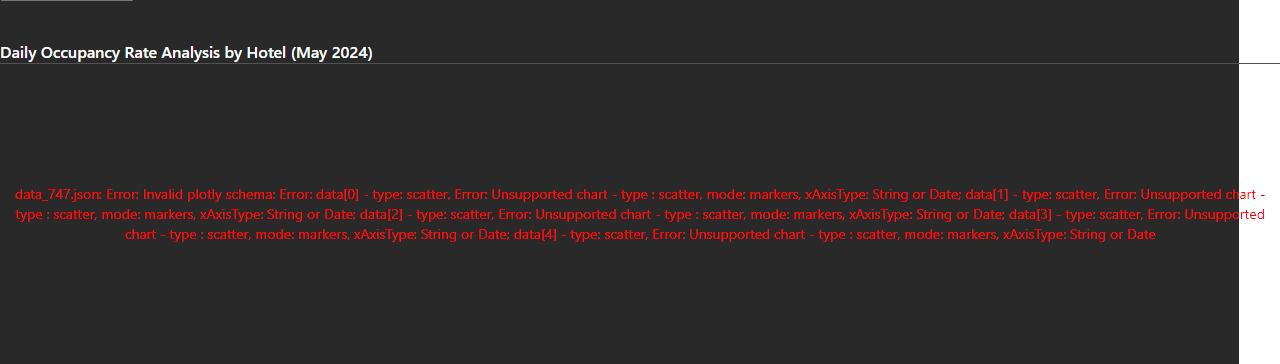 Daily Occupancy Rate Analysis by Hotel (May 2024)
data_747.json: Error: Invalid plotly schema: Error: data[0] - type: scatter, Error: Unsupported chart - type : scatter, mode: markers, xAxisType: String or Date; data[1] - type: scatter, Error: Unsupported chart -
type : scatter, mode: markers, xAxisType: String or Date; data[2] - type: scatter, Error: Unsupported chart - type : scatter, mode: markers, xAxisType: String or Date; data[3] - type: scatter, Error: Unsupported
chart - type : scatter, mode: markers, xAxisType: String or Date; data[4] - type: scatter, Error: Unsupported chart - type : scatter, mode: markers, xAxisType: String or Date